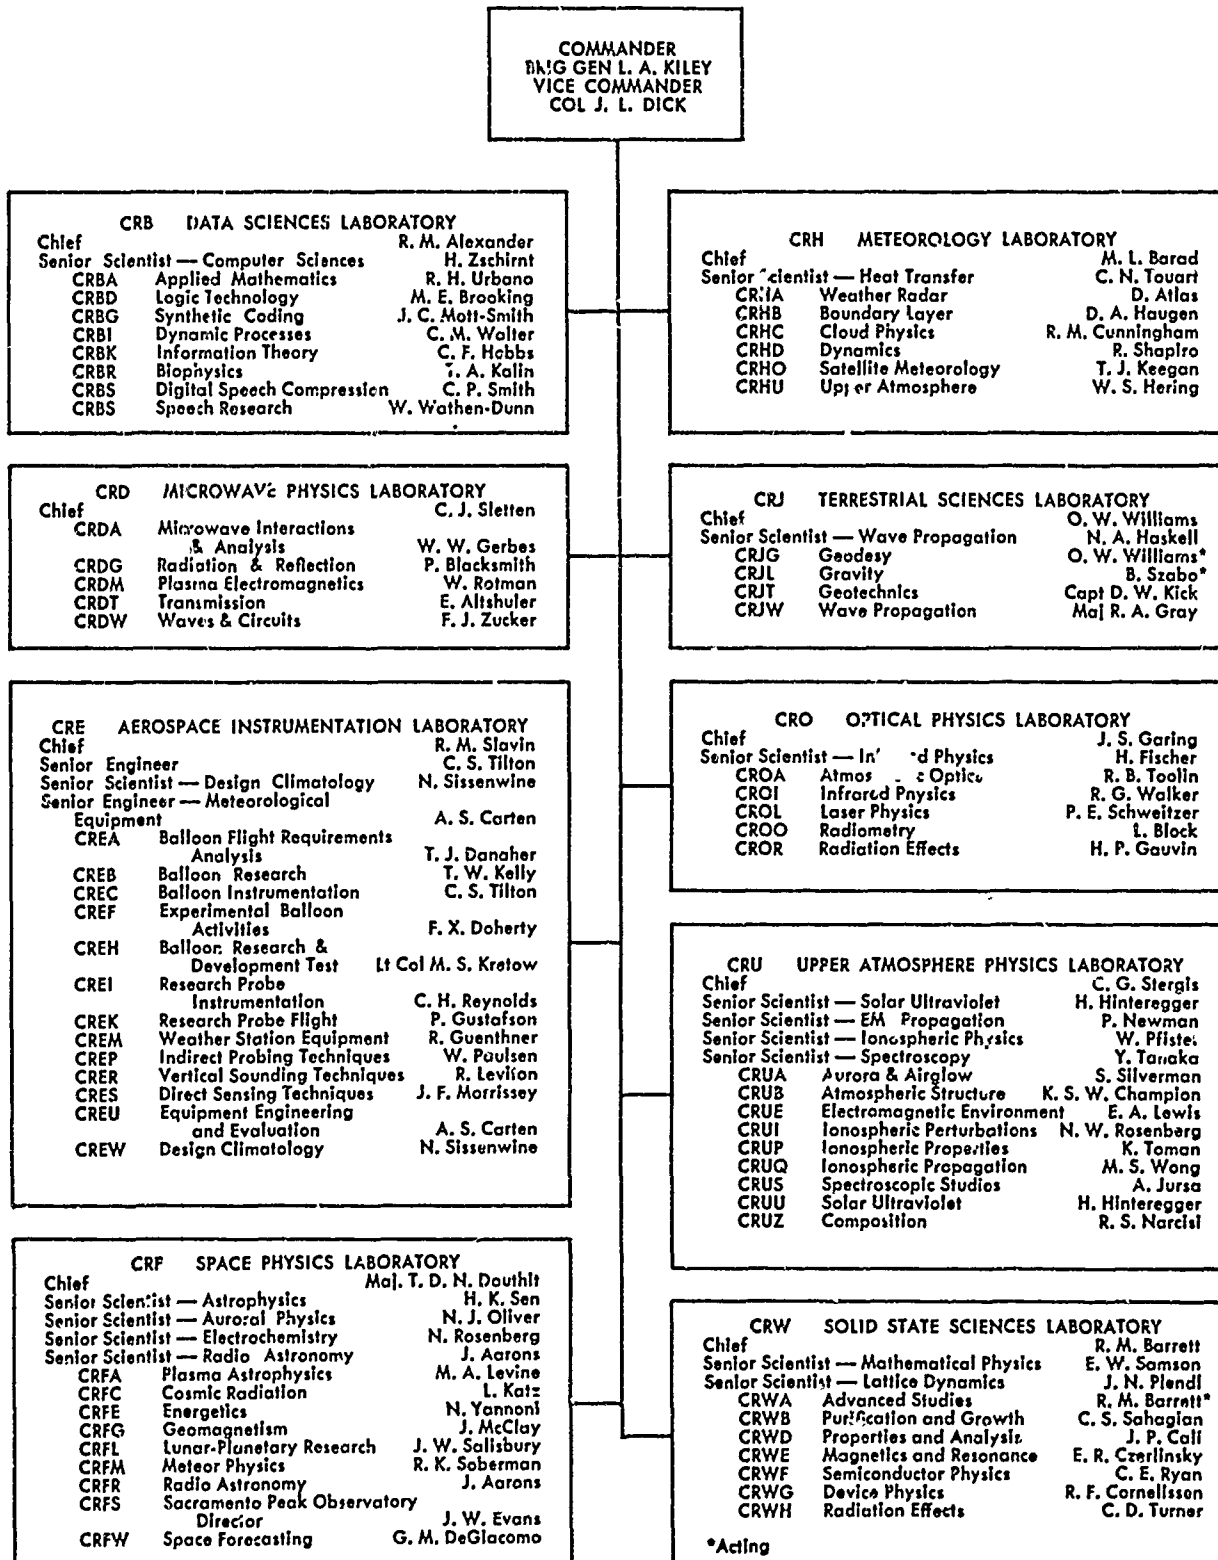 COMMANDER
BRIG GEN L. A. KILEY
VICE COMMANDER
COL J. L. DICK
CRB DATA SCIENCES LABORATORY
Chief R. M. Alexander
Senior Scientist — Computer Sciences H. Zschirnt
CRBA Applied Mathematics R. H. Urbano
CRBD Logic Technology M. E. Brooking
CRBG Synthetic Coding J. C. Mott-Smith
CRBI Dynamic Processes C. M. Walter
CRBK Information Theory C. F. Hobbs
CRBR Biophysics T. A. Kalin
CRBS Digital Speech Compression C. P. Smith
CRBS Speech Research W. Wathen-Dunn
CRD MICROWAVE PHYSICS LABORATORY
Chief C. J. Sletten
CRDA Microwave Interactions
& Analysis W. W. Gerbes
CRDG Radiation & Reflection P. Blacksmith
CRDM Plasma Electromagnetics W. Rotman
CRDT Transmission E. Altshuler
CRDW Waves & Circuits F. J. Zucker
CRE AEROSPACE INSTRUMENTATION LABORATORY
Chief R. M. Slavin
Senior Engineer C. S. Tilton
Senior Scientist — Design Climatology N. Sissenwine
Senior Engineer — Meteorological
Equipment A. S. Carten
CREA Balloon Flight Requirements
Analysis T. J. Danaher
CREB Balloon Research T. W. Kelly
CREC Balloon Instrumentation C. S. Tilton
CREF Experimental Balloon
Activities F. X. Doherty
CREH Balloon Research &
Development Test Lt Col M. S. Kretow
CREI Research Probe
Instrumentation C. H. Reynolds
CREK Research Probe Flight P. Gustafson
CREM Weather Station Equipment R. Guenthner
CREP Indirect Probing Techniques W. Paulsen
CRER Vertical Sounding Techniques R. Leviton
CRES Direct Sensing Techniques J. F. Morrissey
CREU Equipment Engineering
and Evaluation A. S. Carten
CREW Design Climatology N. Sissenwine
CRF SPACE PHYSICS LABORATORY
Chief Maj. T. D. N. Douthit
Senior Scientist — Astrophysics H. K. Sen
Senior Scientist — Auroral Physics N. J. Oliver
Senior Scientist — Electrochemistry N. Rosenberg
Senior Scientist — Radio Astronomy J. Aarons
CRFA Plasma Astrophysics M. A. Levine
CRFC Cosmic Radiation L. Katz
CRFE Energetics N. Yannoni
CRFG Geomagnetism J. McClay
CRFL Lunar-Planetary Research J. W. Salisbury
CRFM Meteor Physics R. K. Soberman
CRFR Radio Astronomy J. Aarons
CRFS Sacramento Peak Observatory
Director J. W. Evans
CRFW Space Forecasting G. M. DeGiacomo
CRH METEOROLOGY LABORATORY
Chief M. L. Barad
Senior Scientist — Heat Transfer C. N. Touart
CRHA Weather Radar D. Atlas
CRHB Boundary Layer D. A. Haugen
CRHC Cloud Physics R. M. Cunningham
CRHD Dynamics R. Shapiro
CRHO Satellite Meteorology T. J. Keegan
CRHU Upper Atmosphere W. S. Hering
CRJ TERRESTRIAL SCIENCES LABORATORY
Chief O. W. Williams
Senior Scientist — Wave Propagation N. A. Haskell
CRJG Geodesy O. W. Williams*
CRJL Gravity B. Szabo*
CRJT Geotechnics Capt D. W. Kick
CRJW Wave Propagation Maj R. A. Gray
CRO OPTICAL PHYSICS LABORATORY
Chief J. S. Garing
Senior Scientist — Physics H. Fischer
CROA Optics R. B. Toolin
CROI Infrared Physics R. G. Walker
CROL Laser Physics P. E. Schweitzer
CROO Radiometry L. Block
CROR Radiation Effects H. P. Gauvin
CRU UPPER ATMOSPHERE PHYSICS LABORATORY
Chief C. G. Stergis
Senior Scientist — Solar Ultraviolet H. Hinteregger
Senior Scientist — EM Propagation P. Newman
Senior Scientist — Ionospheric Physics W. Pfister
Senior Scientist — Spectroscopy Y. Tanaka
CRUA Aurora & Airglow S. Silverman
CRUB Atmospheric Structure K. S. W. Champion
CRUE Electromagnetic Environment E. A. Lewis
CRUI Ionospheric Perturbations N. W. Rosenberg
CRUP Ionospheric Properties K. Toman
CRUQ Ionospheric Propagation M. S. Wong
CRUS Spectroscopic Studies A. Jursa
CRUU Solar Ultraviolet H. Hinteregger
CRUZ Composition R. S. Narcisi
CRW SOLID STATE SCIENCES LABORATORY
Chief R. M. Barrett
Senior Scientist — Mathematical Physics E. W. Samson
Senior Scientist — Lattice Dynamics J. N. Plendl
CRWA Advanced Studies R. M. Barrett*
CRWB Purification and Growth C. S. Sahagian
CRWD Properties and Analysis J. P. Cali
CRWE Magnetics and Resonance E. R. Czerlinsky
CRWF Semiconductor Physics C. E. Ryan
CRWG Device Physics R. F. Cornelisson
CRWH Radiation Effects C. D. Turner
*Acting